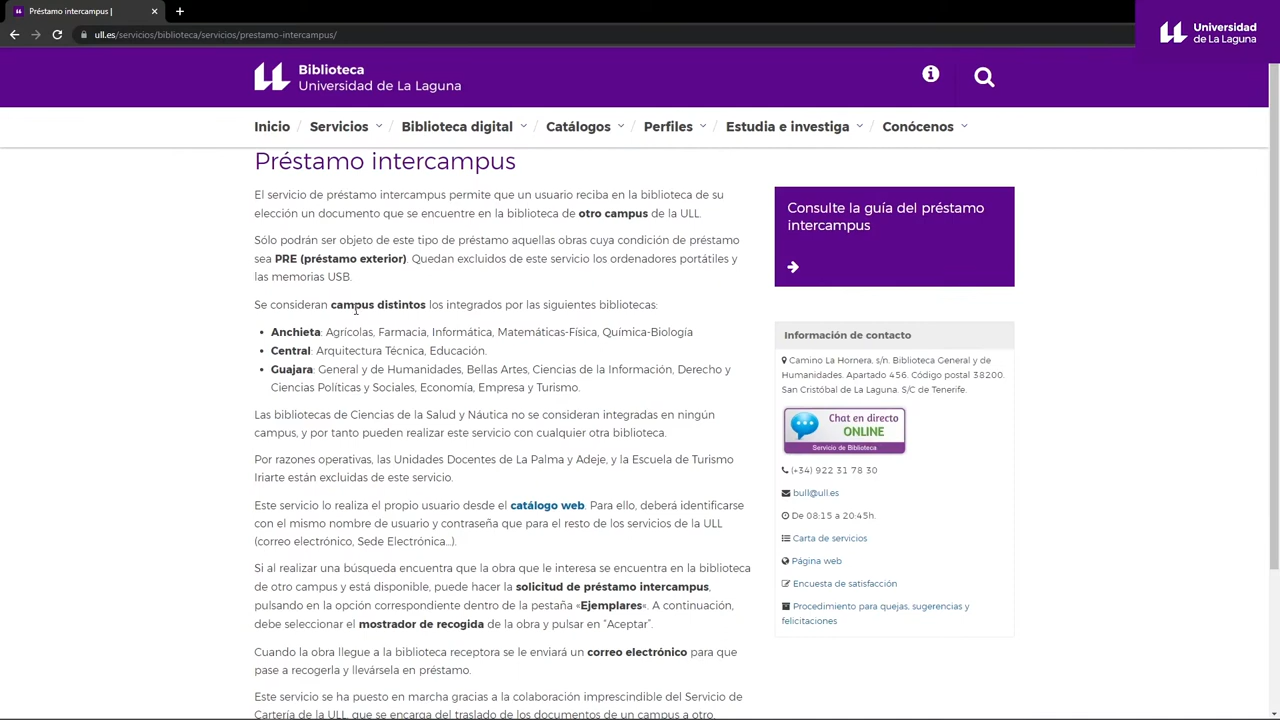 Préstamo intercampus |
ull.es/servicios/biblioteca/servicios/prestamo-intercampus/
Universidad
de La Laguna
Biblioteca
Universidad de La Laguna
Inicio / Servicios / Biblioteca digital / Catálogos / Perfiles / Estudia e investiga / Conócenos
Préstamo intercampus
El servicio de préstamo intercampus permite que un usuario reciba en la biblioteca de su
elección un documento que se encuentre en la biblioteca de otro campus de la ULL.
Sólo podrán ser objeto de este tipo de préstamo aquellas obras cuya condición de préstamo
sea PRE (préstamo exterior). Quedan excluidos de este servicio los ordenadores portátiles y
las memorias USB.
Se consideran campus distintos los integrados por las siguientes bibliotecas:
• Anchieta: Agrícolas, Farmacia, Informática, Matemáticas-Física, Química-Biología
• Central: Arquitectura Técnica, Educación.
• Guajara: General y de Humanidades, Bellas Artes, Ciencias de la Información, Derecho y
Ciencias Políticas y Sociales, Economía, Empresa y Turismo.
Las bibliotecas de Ciencias de la Salud y Náutica no se consideran integradas en ningún
campus, y por tanto pueden realizar este servicio con cualquier otra biblioteca.
Por razones operativas, las Unidades Docentes de La Palma y Adeje, y la Escuela de Turismo
Iriarte están excluidas de este servicio.
Este servicio lo realiza el propio usuario desde el catálogo web. Para ello, deberá identificarse
con el mismo nombre de usuario y contraseña que para el resto de los servicios de la ULL
(correo electrónico, Sede Electrónica...).
Si al realizar una búsqueda encuentra que la obra que le interesa se encuentra en la biblioteca
de otro campus y está disponible, puede hacer la solicitud de préstamo intercampus,
pulsando en la opción correspondiente dentro de la pestaña «Ejemplares«. A continuación,
debe seleccionar el mostrador de recogida de la obra y pulsar en "Aceptar".
Cuando la obra llegue a la biblioteca receptora se le enviará un correo electrónico para que
pase a recogerla y llevársela en préstamo.
Este servicio se ha puesto en marcha gracias a la colaboración imprescindible del Servicio de
Cartería de la ULL, que se encarga del traslado de los documentos de un campus a otro.
Consulte la guía del préstamo
intercampus
Información de contacto
Camino La Hornera, s/n. Biblioteca General y de
Humanidades. Apartado 456. Código postal 38200.
San Cristóbal de La Laguna. S/C de Tenerife.
Chat en directo
ONLINE
Servicio de Biblioteca
(+34) 922 31 78 30
bull@ull.es
De 08:15 a 20:45h.
Carta de servicios
Página web
Encuesta de satisfacción
Procedimiento para quejas, sugerencias y
felicitaciones